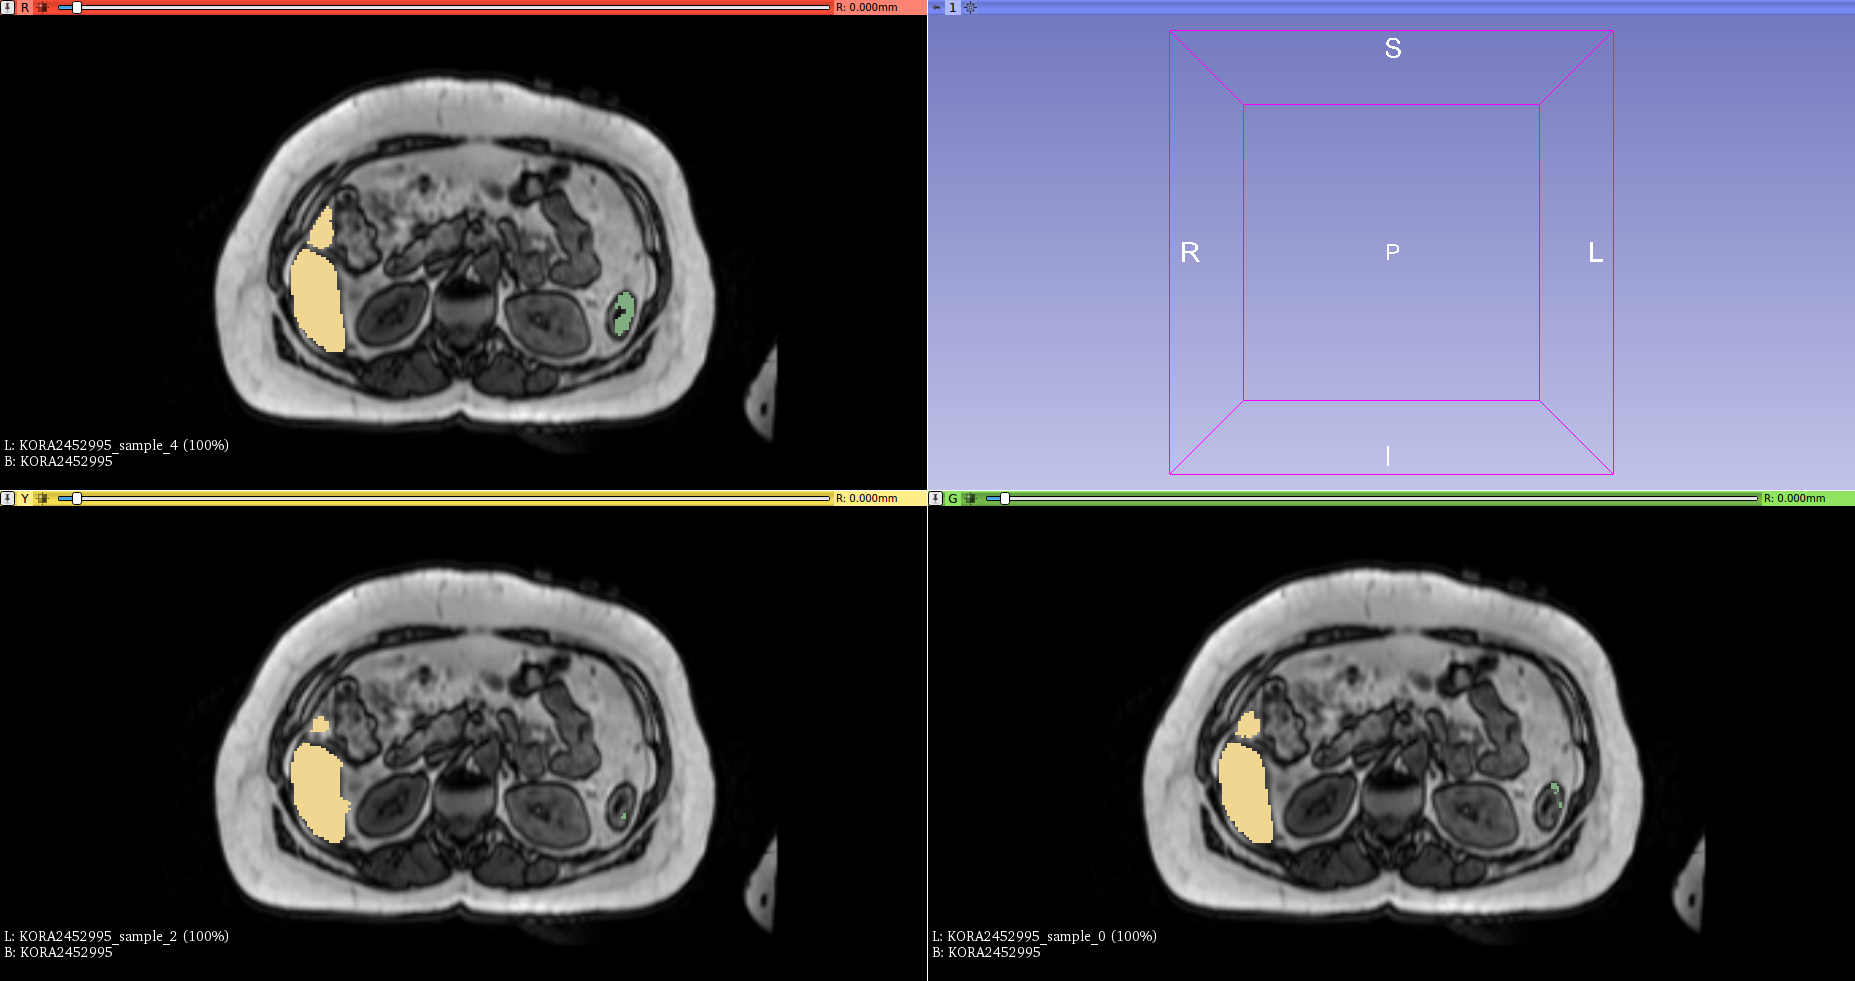 R R: 0.000mm
L: KORA2452995_sample_4 (100%)
B: KORA2452995
1
S
R P L
I
Y R: 0.000mm
L: KORA2452995_sample_2 (100%)
B: KORA2452995
G R: 0.000mm
L: KORA2452995_sample_0 (100%)
B: KORA2452995